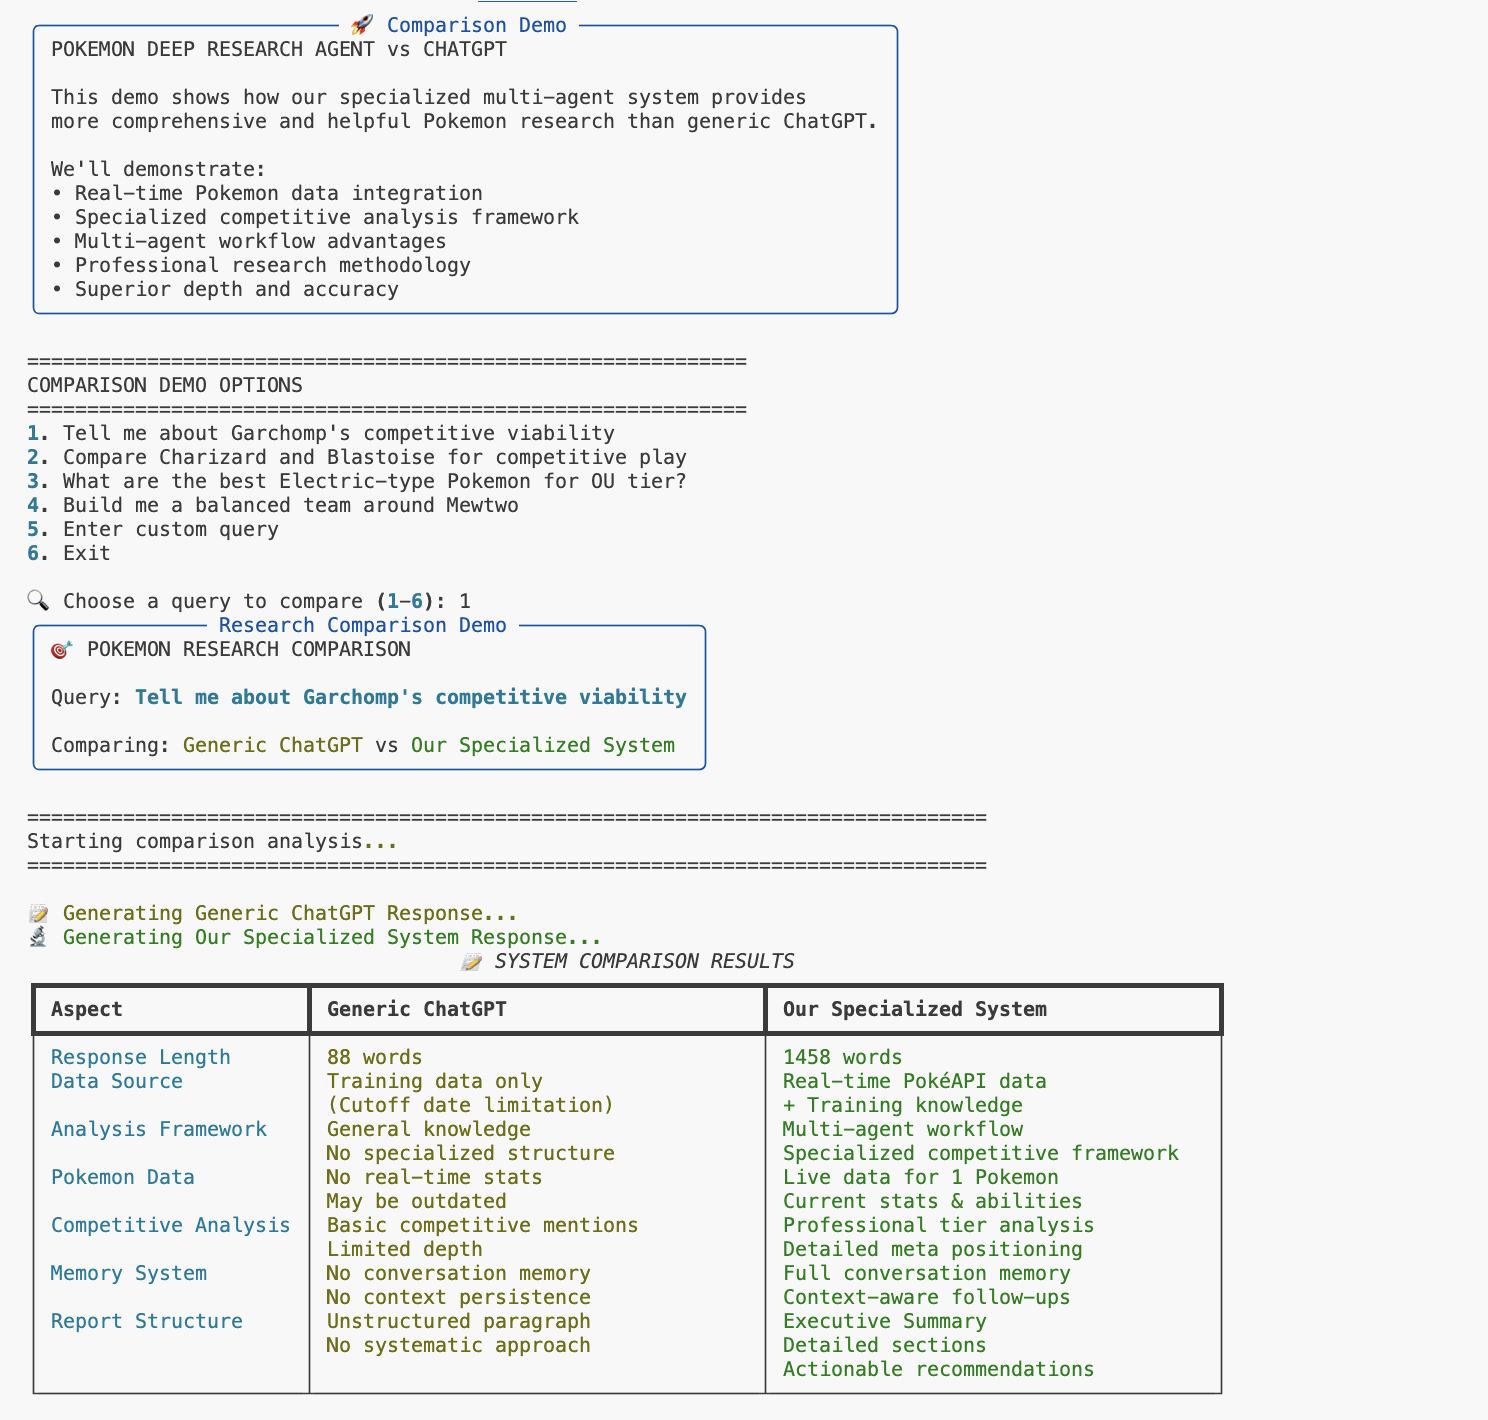 🚀 Comparison Demo
POKEMON DEEP RESEARCH AGENT vs CHATGPT
This demo shows how our specialized multi-agent system provides
more comprehensive and helpful Pokemon research than generic ChatGPT.
We'll demonstrate:
• Real-time Pokemon data integration
• Specialized competitive analysis framework
• Multi-agent workflow advantages
• Professional research methodology
• Superior depth and accuracy
============================================================
COMPARISON DEMO OPTIONS
============================================================
1. Tell me about Garchomp's competitive viability
2. Compare Charizard and Blastoise for competitive play
3. What are the best Electric-type Pokemon for OU tier?
4. Build me a balanced team around Mewtwo
5. Enter custom query
6. Exit
🔍 Choose a query to compare (1-6): 1
Research Comparison Demo
🎯 POKEMON RESEARCH COMPARISON
Query: Tell me about Garchomp's competitive viability
Comparing: Generic ChatGPT vs Our Specialized System
================================================================================
Starting comparison analysis...
================================================================================
📝 Generating Generic ChatGPT Response...
🔬 Generating Our Specialized System Response...
📝 SYSTEM COMPARISON RESULTS
Aspect Generic ChatGPT Our Specialized System
Response Length 88 words 1458 words
Data Source Training data only Real-time PokéAPI data
(Cutoff date limitation) + Training knowledge
Analysis Framework General knowledge Multi-agent workflow
No specialized structure Specialized competitive framework
Pokemon Data No real-time stats Live data for 1 Pokemon
May be outdated Current stats & abilities
Competitive Analysis Basic competitive mentions Professional tier analysis
Limited depth Detailed meta positioning
Memory System No conversation memory Full conversation memory
No context persistence Context-aware follow-ups
Report Structure Unstructured paragraph Executive Summary
No systematic approach Detailed sections
Actionable recommendations